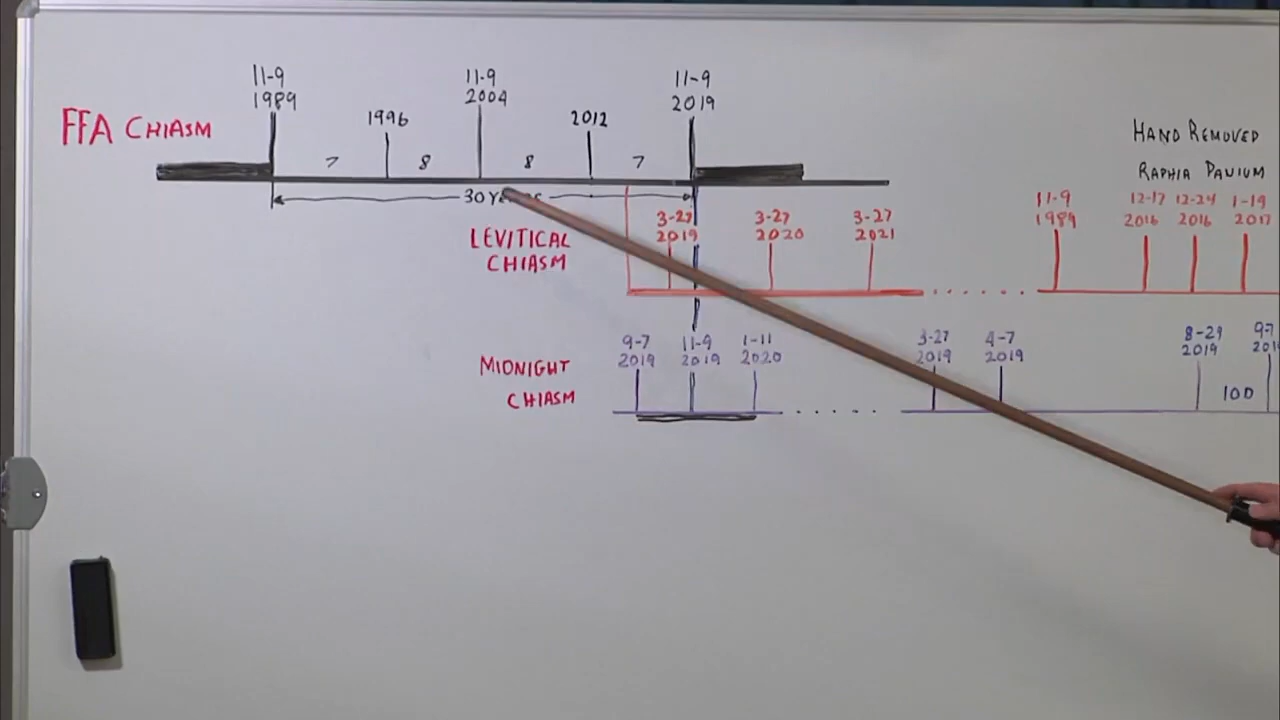 11-9 11-9 11-9
1989 2004 2019
FFA CHIASM
1996 2012
7 8 8 7
30
HAND REMOVED
RAPHIA PANIUM
LEVITICAL
CHIASM
3-27 3-27 3-27
2019 2020 2021
11-9 12-17 12-24 1-19
1989 2016 2016 2017
MIDNIGHT
CHIASM
9-7 11-9 1-11
2019 2019 2020
3-27 4-7 8-29 9-7
2019 2019 2019
100